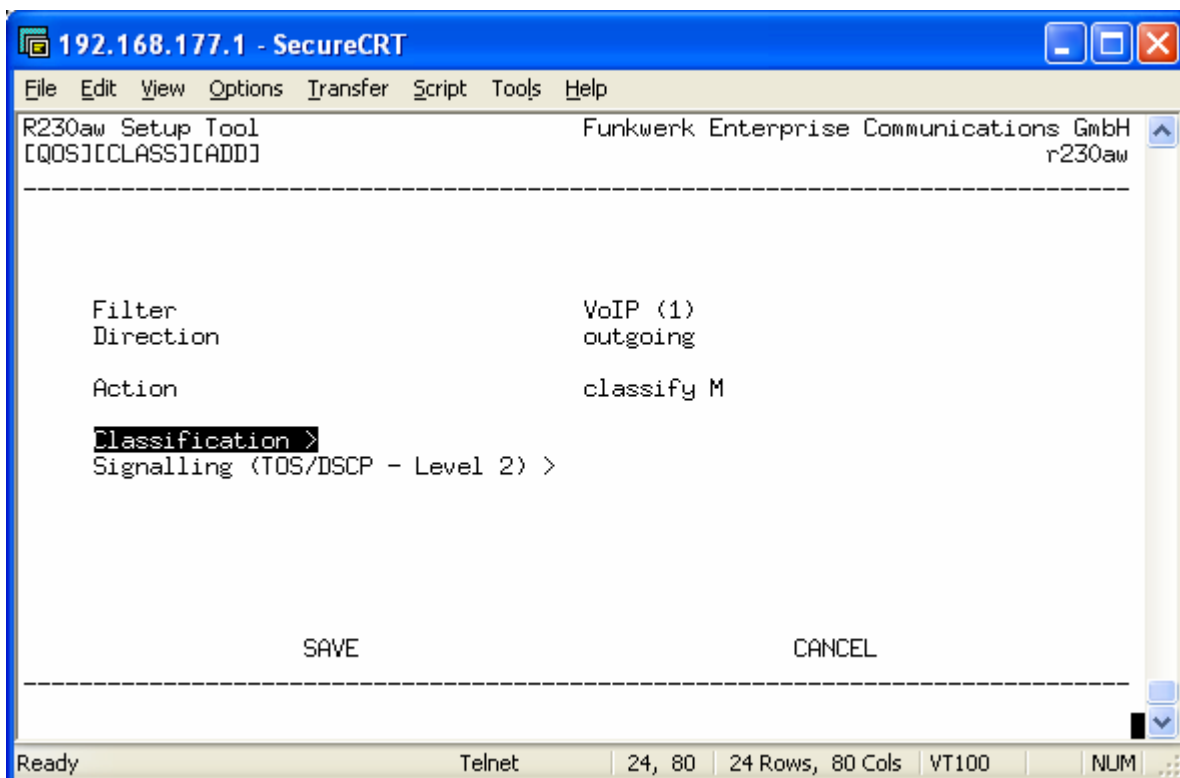 192.168.177.1 - SecureCRT
File Edit View Options Transfer Script Tools Help
R230aw Setup Tool Funkwerk Enterprise Communications GmbH
[QOS][CLASS][ADD] r230aw
Filter VoIP (1)
Direction outgoing
Action classify M
Classification >
Signalling (TOS/DSCP - Level 2) >
SAVE CANCEL
Ready Telnet 24, 80 24 Rows, 80 Cols VT100 NUM